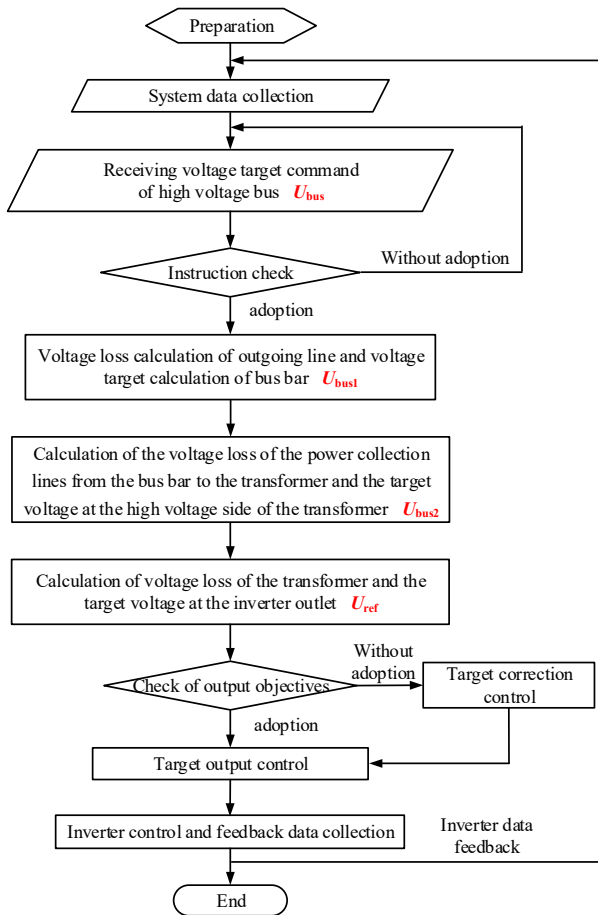 Preparation
System data collection
Receiving voltage target command
of high voltage bus U_bus
Instruction check
Without adoption
adoption
Voltage loss calculation of outgoing line and voltage
target calculation of bus bar U_bus1
Calculation of the voltage loss of the power collection
lines from the bus bar to the transformer and the target
voltage at the high voltage side of the transformer U_bus2
Calculation of voltage loss of the transformer and the
target voltage at the inverter outlet U_ref
Check of output objectives
Without
adoption
Target correction
control
adoption
Target output control
Inverter control and feedback data collection
Inverter data
feedback
End